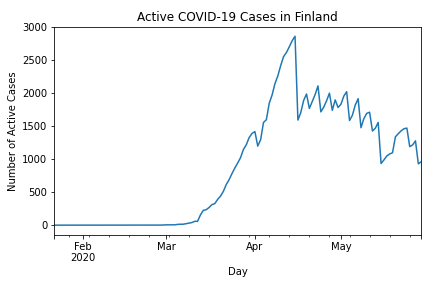 Active COVID-19 Cases in Finland
3000
2500
2000
1500
1000
500
0
Number of Active Cases
Feb
2020
Mar
Apr
May
Day